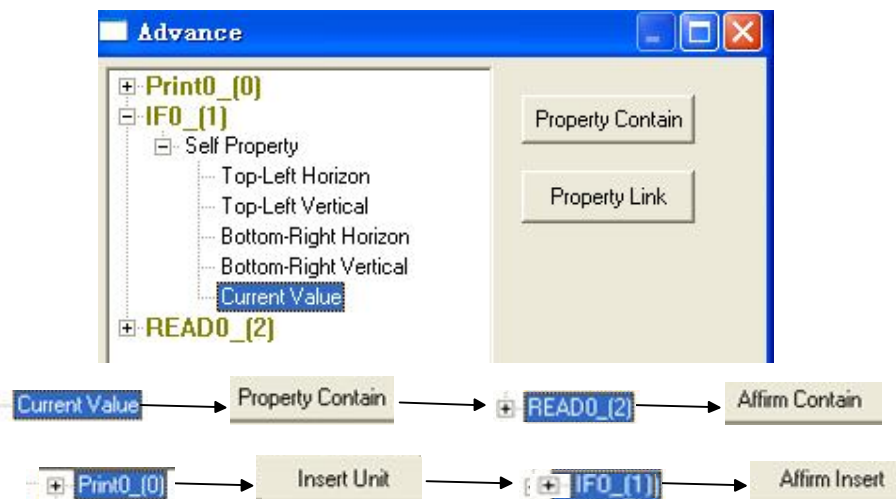 Advance
Print0_(0)
IF0_(1)
Self Property
Top-Left Horizon
Top-Left Vertical
Bottom-Right Horizon
Bottom-Right Vertical
Current Value
READ0_(2)
Property Contain
Property Link
Current Value Property Contain READ0_(2) Affirm Contain
Print0_(0) Insert Unit IF0_(1) Affirm Insert